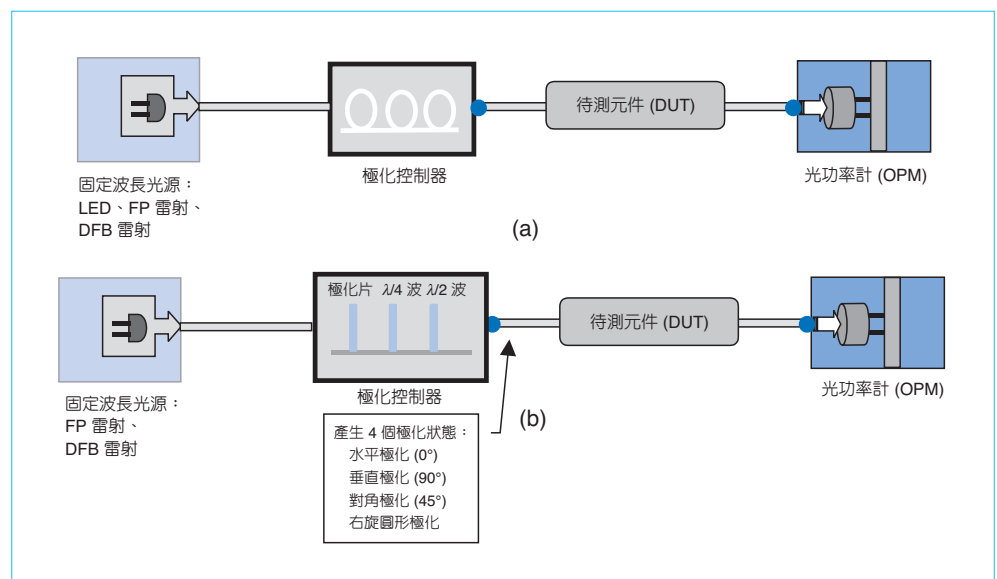 待測元件 (DUT)
極化控制器
光功率計 (OPM)
固定波長光源：
LED、FP 雷射、
DFB 雷射
(a)
極化片 λ/4 波 λ/2 波
待測元件 (DUT)
極化控制器
光功率計 (OPM)
固定波長光源：
FP 雷射、
DFB 雷射
(b)
產生 4 個極化狀態：
水平極化 (0°)
垂直極化 (90°)
對角極化 (45°)
右旋圓形極化